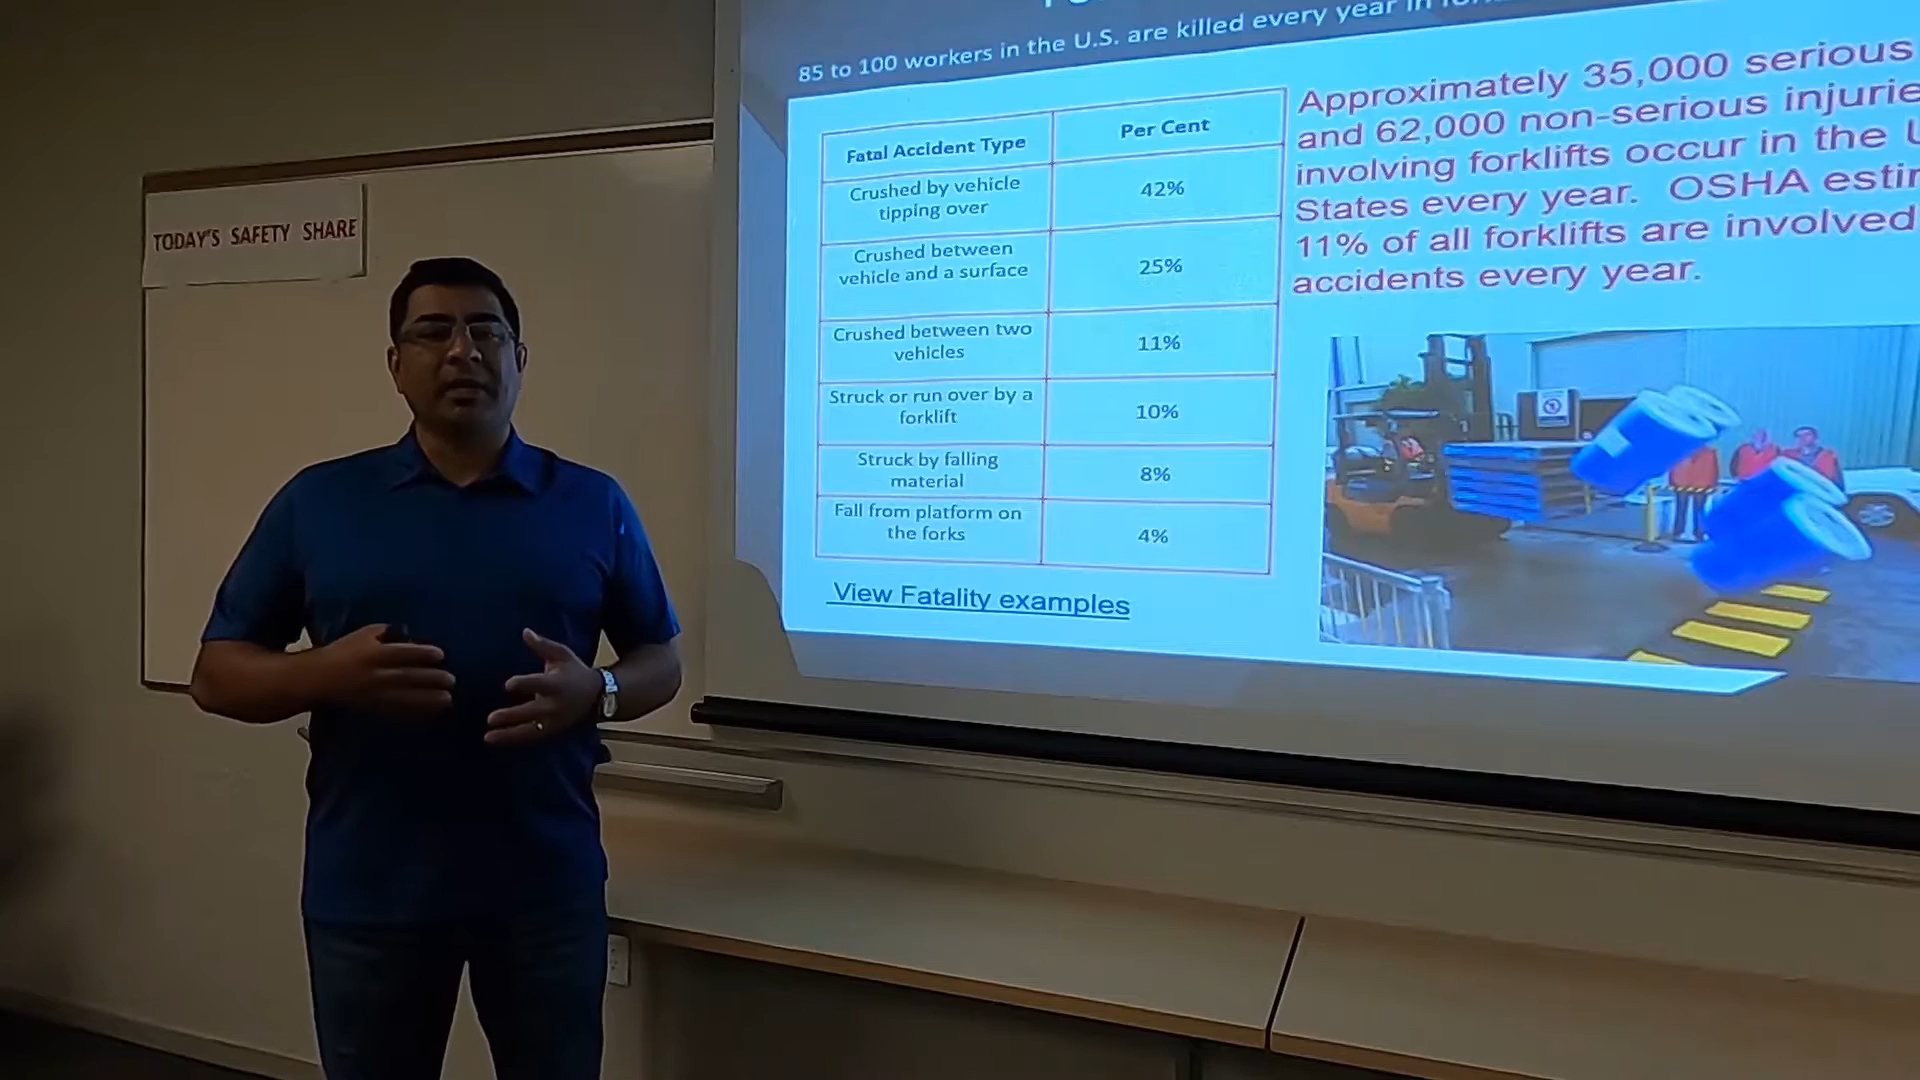 85 to 100 workers in the U.S. are killed every year in
TODAY'S SAFETY SHARE
Fatal Accident Type
Per Cent
Crushed by vehicle
tipping over
42%
Crushed between
vehicle and a surface
25%
Crushed between two
vehicles
11%
Struck or run over by a
forklift
10%
Struck by falling
material
8%
Fall from platform on
the forks
4%
View Fatality examples
Approximately 35,000 serious
and 62,000 non-serious
involving forklifts occur in the
States every year. OSHA
11% of all forklifts are involved
accidents every year.